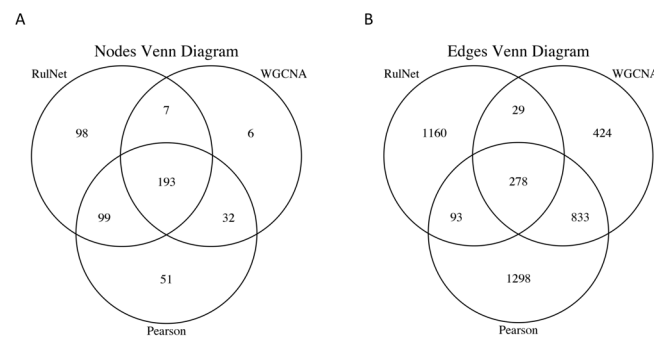 A
B
Nodes Venn Diagram
Edges Venn Diagram
RulNet
WGCNA
RulNet
WGCNA
7
98
6
193
99
32
51
Pearson
29
1160
424
278
93
833
1298
Pearson